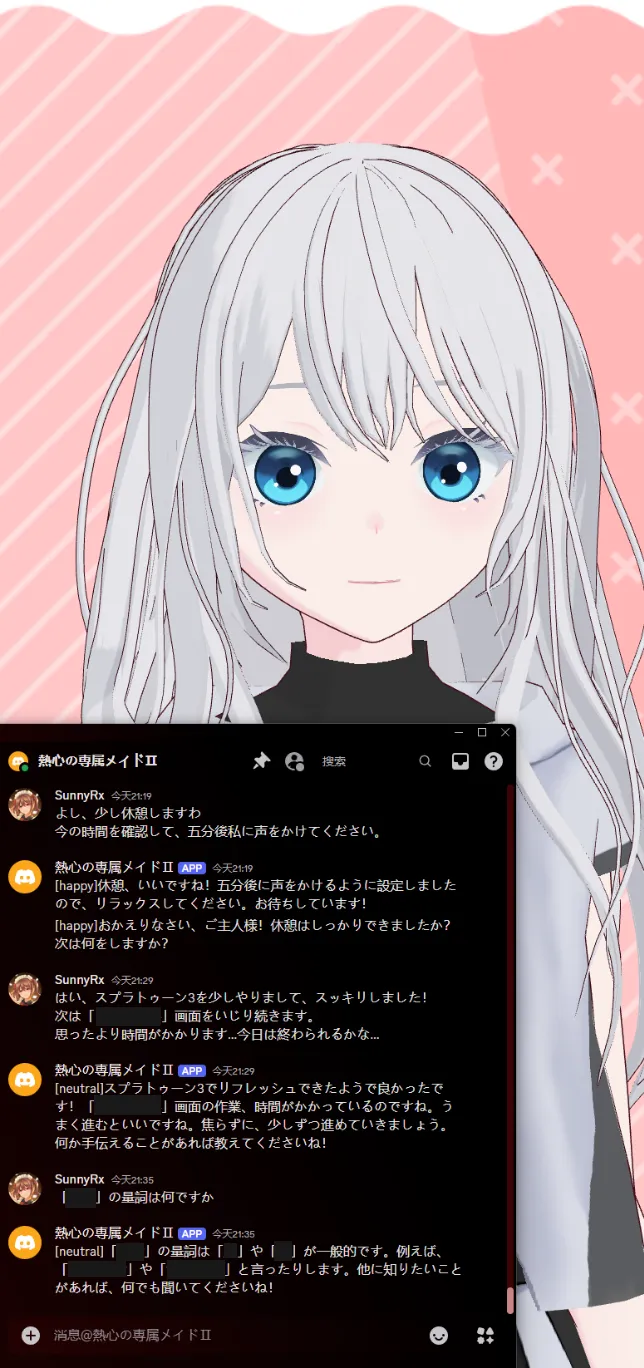 熱心の専属メイドⅡ
搜索
SunnyRx 今天21:19
よし、少し休憩しますわ
今の時間を確認して、五分後私に声をかけてください。
熱心の専属メイドⅡ APP 今天21:19
[happy]休憩、いいですね！五分後に声をかけるように設定しました
ので、リラックスしてください。お待ちしています！
[happy]おかえりなさい、ご主人様！休憩はしっかりできましたか？
次は何をしますか？
SunnyRx 今天21:29
はい、スプラトゥーン3を少しやりまして、スッキリしました！
次は「」画面をいじり続きます。
思ったより時間がかかります...今日は終わられるかな...
熱心の専属メイドⅡ APP 今天21:29
[neutral]スプラトゥーン3でリフレッシュできたようで良かったで
す！「」画面の作業、時間がかかっているのですね。う
まく進むといいですね。焦らずに、少しずつ進めていきましょう。
何か手伝えることがあれば教えてくださいね！
SunnyRx 今天21:35
「」の量詞は何ですか
熱心の専属メイドⅡ APP 今天21:35
[neutral]「」の量詞は「」や「」が一般的です。例えば、
「」や「」と言ったりします。他に知りたいこと
があれば、何でも聞いてくださいね！
消息@熱心の専属メイドⅡ